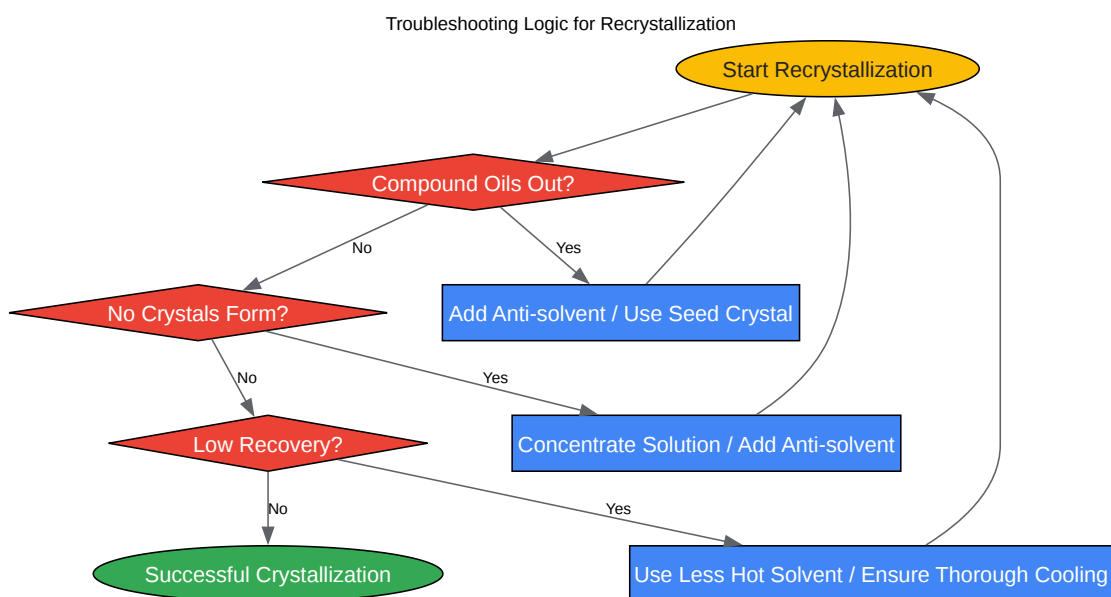 Troubleshooting Logic for Recrystallization
Start Recrystallization
Compound Oils Out?
No
Yes
No Crystals Form?
Add Anti-solvent / Use Seed Crystal
No
Yes
Low Recovery?
Concentrate Solution / Add Anti-solvent
No
Yes
Successful Crystallization
Use Less Hot Solvent / Ensure Thorough Cooling